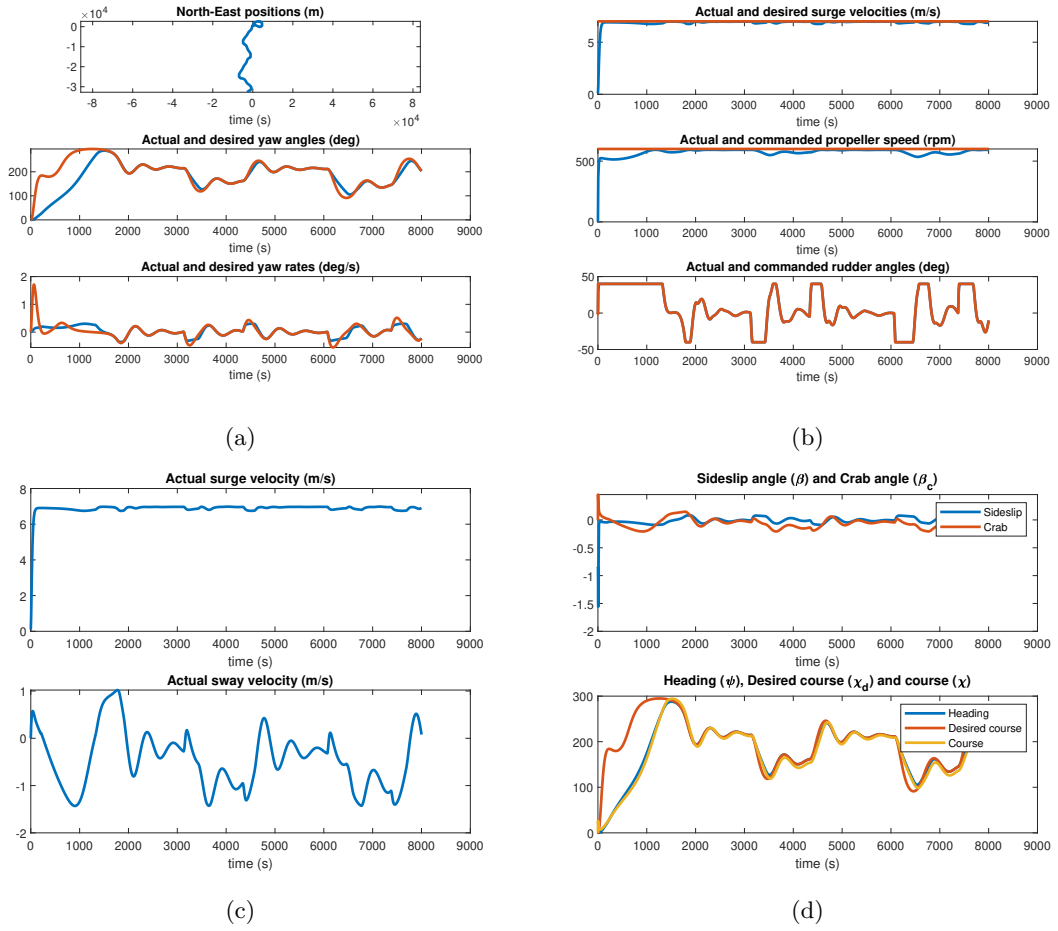 North-East positions (m)
×10⁴
0
-1
-2
-3
-8 -6 -4 -2 0 2 4 6 8
time (s) ×10⁴
Actual and desired yaw angles (deg)
200
100
0
0 1000 2000 3000 4000 5000 6000 7000 8000 9000
time (s)
Actual and desired yaw rates (deg/s)
2
1
0
0 1000 2000 3000 4000 5000 6000 7000 8000 9000
time (s)
(a)
Actual and desired surge velocities (m/s)
5
0
0 1000 2000 3000 4000 5000 6000 7000 8000 9000
time (s)
Actual and commanded propeller speed (rpm)
500
0
0 1000 2000 3000 4000 5000 6000 7000 8000 9000
time (s)
Actual and commanded rudder angles (deg)
50
0
-50
0 1000 2000 3000 4000 5000 6000 7000 8000 9000
time (s)
(b)
Actual surge velocity (m/s)
8
6
4
2
0
0 1000 2000 3000 4000 5000 6000 7000 8000 9000
time (s)
Actual sway velocity (m/s)
1
0
-1
-2
0 1000 2000 3000 4000 5000 6000 7000 8000 9000
time (s)
(c)
Sideslip angle (β) and Crab angle (β_c)
Sideslip
Crab
0
-0.5
-1
-1.5
-2
0 1000 2000 3000 4000 5000 6000 7000 8000 9000
time (s)
Heading (ψ), Desired course (χ_d) and course (χ)
300
200
100
0
Heading
Desired course
Course
0 1000 2000 3000 4000 5000 6000 7000 8000 9000
time (s)
(d)